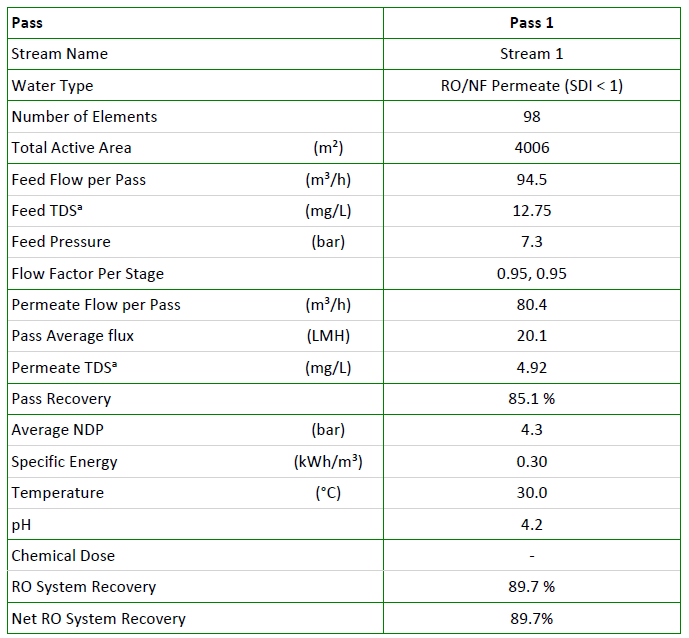 Pass Pass 1
Stream Name Stream 1
Water Type RO/NF Permeate (SDI < 1)
Number of Elements 98
Total Active Area (m²) 4006
Feed Flow per Pass (m³/h) 94.5
Feed TDSᵃ (mg/L) 12.75
Feed Pressure (bar) 7.3
Flow Factor Per Stage 0.95, 0.95
Permeate Flow per Pass (m³/h) 80.4
Pass Average flux (LMH) 20.1
Permeate TDSᵃ (mg/L) 4.92
Pass Recovery 85.1 %
Average NDP (bar) 4.3
Specific Energy (kWh/m³) 0.30
Temperature (°C) 30.0
pH 4.2
Chemical Dose -
RO System Recovery 89.7 %
Net RO System Recovery 89.7%